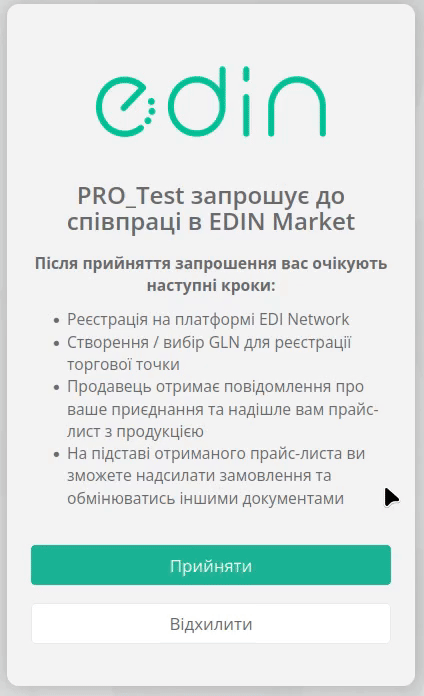 edin
PRO_Test запрошує до
співпраці в EDIN Market
Після прийняття запрошення вас очікують
наступні кроки:
• Реєстрація на платформі EDI Network
• Створення / вибір GLN для реєстрації
торгової точки
• Продавець отримає повідомлення про
ваше приєднання та надішле вам прайс-
лист з продукцією
• На підставі отриманого прайс-листа ви
зможете надсилати замовлення та
обмінюватись іншими документами
Прийняти
Відхилити